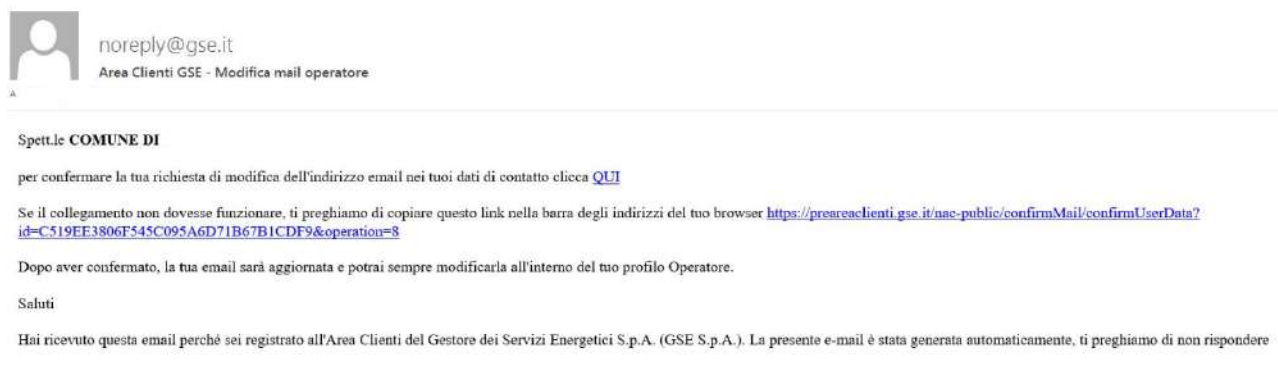 noreply@gse.it
Area Clienti GSE - Modifica mail operatore
A
Spett.le COMUNE DI
per confermare la tua richiesta di modifica dell'indirizzo email nei tuoi dati di contatto clicca QUI
Se il collegamento non dovesse funzionare, ti preghiamo di copiare questo link nella barra degli indirizzi del tuo browser https://preareaclienti.gse.it/nac-public/confirmMail/confirmUserData?
id=C519EE3806F545C095A6D71B67B1CDF9&operation=8
Dopo aver confermato, la tua email sarà aggiornata e potrai sempre modificarla all'interno del tuo profilo Operatore.
Saluti
Hai ricevuto questa email perché sei registrato all'Area Clienti del Gestore dei Servizi Energetici S.p.A. (GSE S.p.A.). La presente e-mail è stata generata automaticamente, ti preghiamo di non rispondere